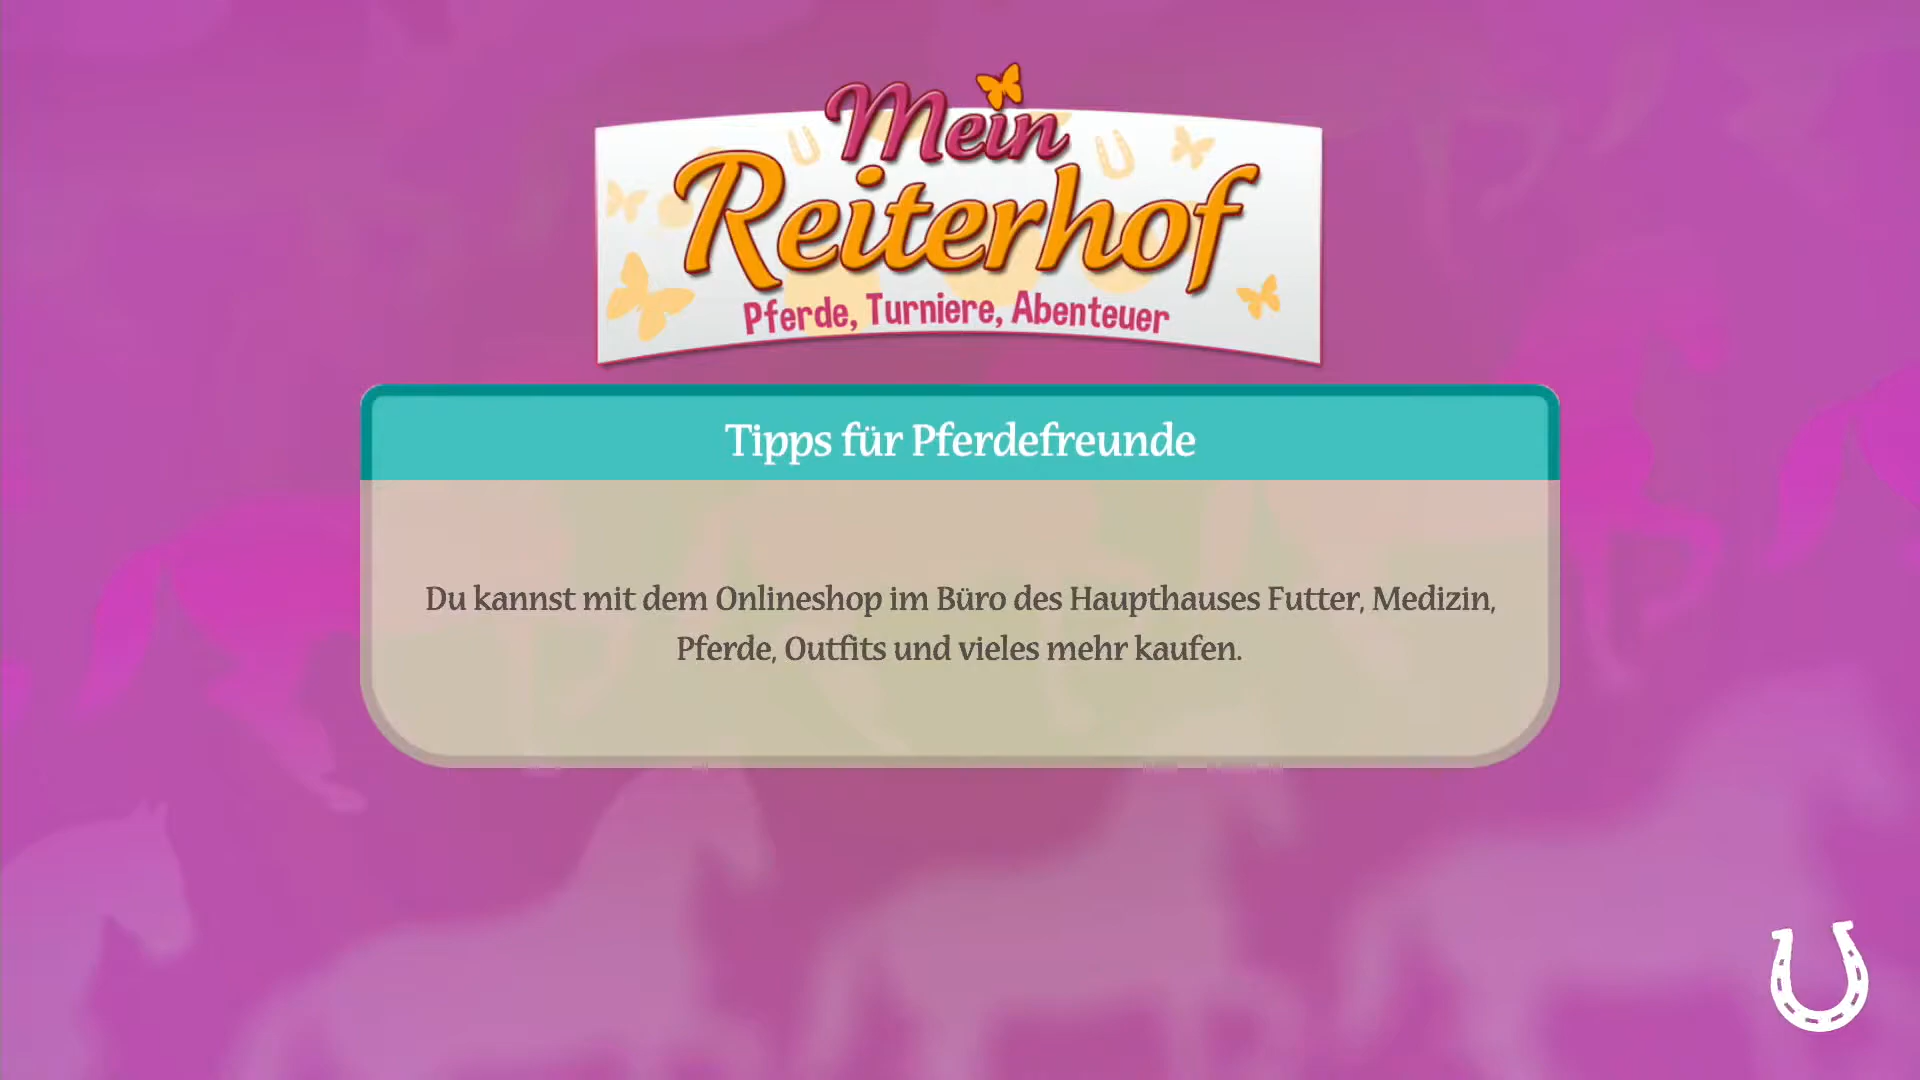 Mein
Reiterhof
Pferde, Turniere, Abenteuer
Tipps für Pferdefreunde
Du kannst mit dem Onlineshop im Büro des Haupthauses Futter, Medizin,
Pferde, Outfits und vieles mehr kaufen.